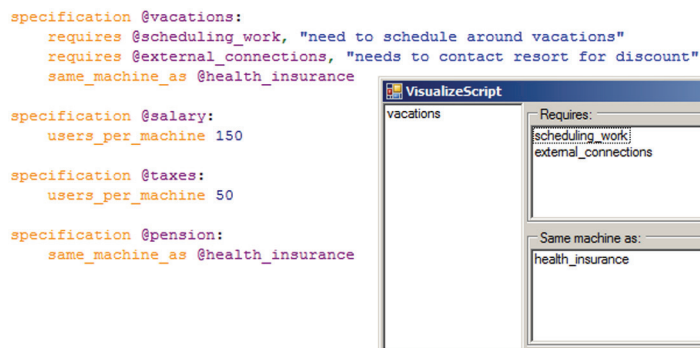 specification @vacations:
requires @scheduling_work, "need to schedule around vacations"
requires @external_connections, "needs to contact resort for discount"
same_machine_as @health_insurance
specification @salary:
users_per_machine 150
specification @taxes:
users_per_machine 50
specification @pension:
same_machine_as @health_insurance
VisualizeScript
vacations
Requires:
scheduling_work
external_connections
Same machine as:
health_insurance